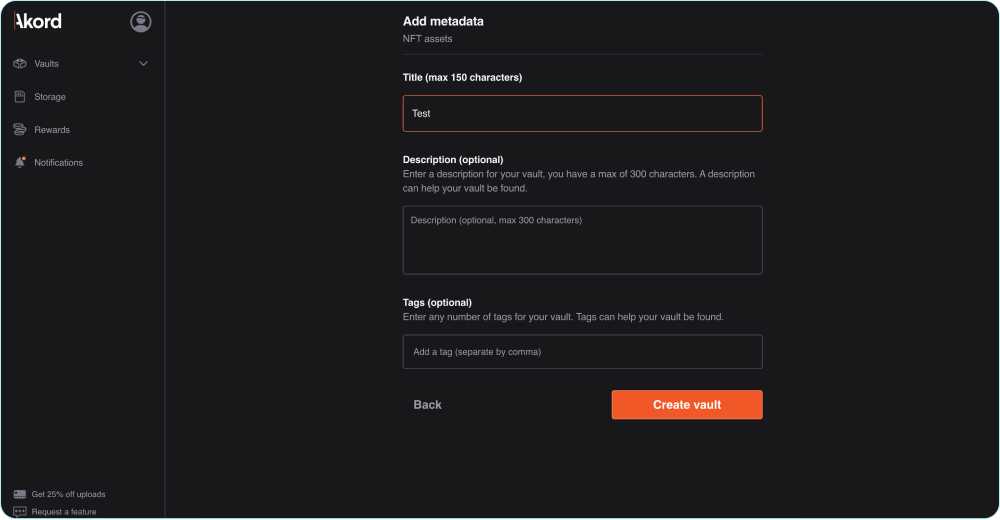 Akord
Vaults
Storage
Rewards
Notifications
Get 25% off uploads
Request a feature
Add metadata
NFT assets
Title (max 150 characters)
Test
Description (optional)
Enter a description for your vault, you have a max of 300 characters. A description
can help your vault be found.
Description (optional, max 300 characters)
Tags (optional)
Enter any number of tags for your vault. Tags can help your vault be found.
Add a tag (separate by comma)
Back
Create vault